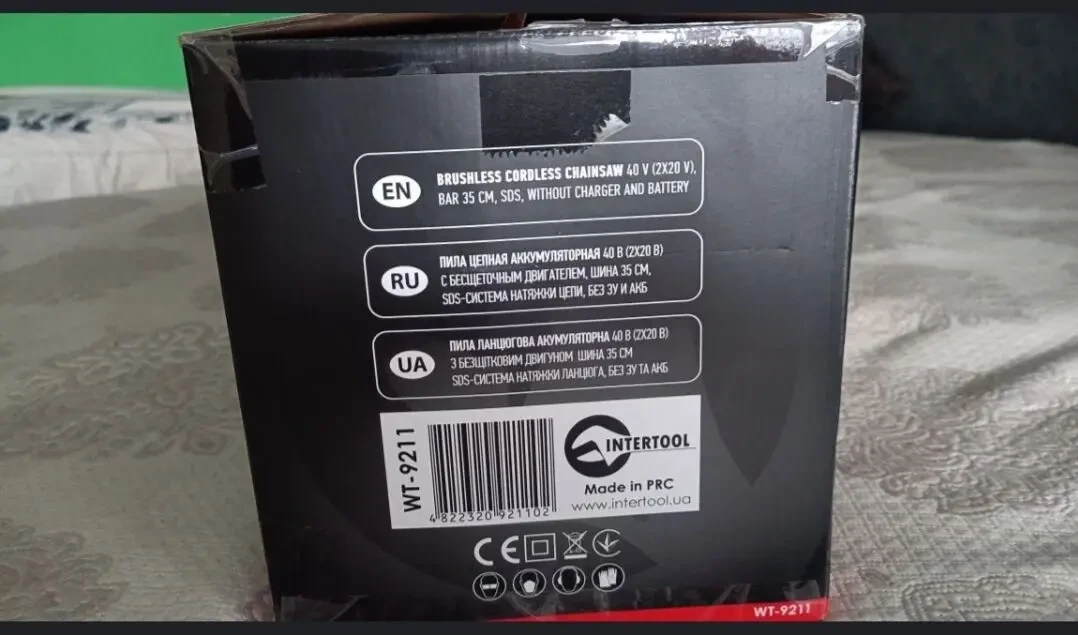 EN
BRUSHLESS CORDLESS CHAINSAW 40 V (2X20 V),
BAR 35 CM, SDS, WITHOUT CHARGER AND BATTERY
RU
ПИЛА ЦЕПНАЯ АККУМУЛЯТОРНАЯ 40 В (2Х20 В)
С БЕСЩЕТОЧНЫМ ДВИГАТЕЛЕМ, ШИНА 35 СМ,
SDS-СИСТЕМА НАТЯЖКИ ЦЕПИ, БЕЗ ЗУ И АКБ
UA
ПИЛА ЛАНЦЮГОВА АКУМУЛЯТОРНА 40 В (2Х20 В)
З БЕЗЩІТКОВИМ ДВИГУНОМ ШИНА 35 СМ
SDS-СИСТЕМА НАТЯЖКИ ЛАНЦЮГА, БЕЗ ЗУ ТА АКБ
WT-9211
4 822320 921102
INTERTOOL
Made in PRC
www.intertool.ua
CE
WT-9211